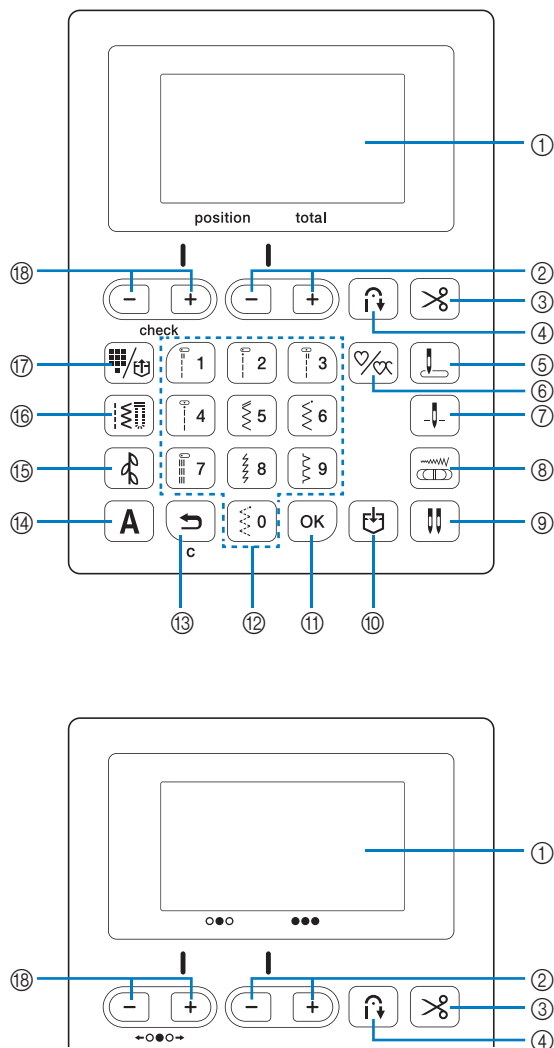 ①
position total
⑱ ②
− + − +
③
④
check
⑰ 1 2 3 ⑤
⑥
⑯ 4 5 6 ⑦
⑮ 7 8 9 ⑧
⑭ A 0 OK ⑨
C
⑬ ⑫ ⑪ ⑩
①
⑱ ②
− + − +
③
④